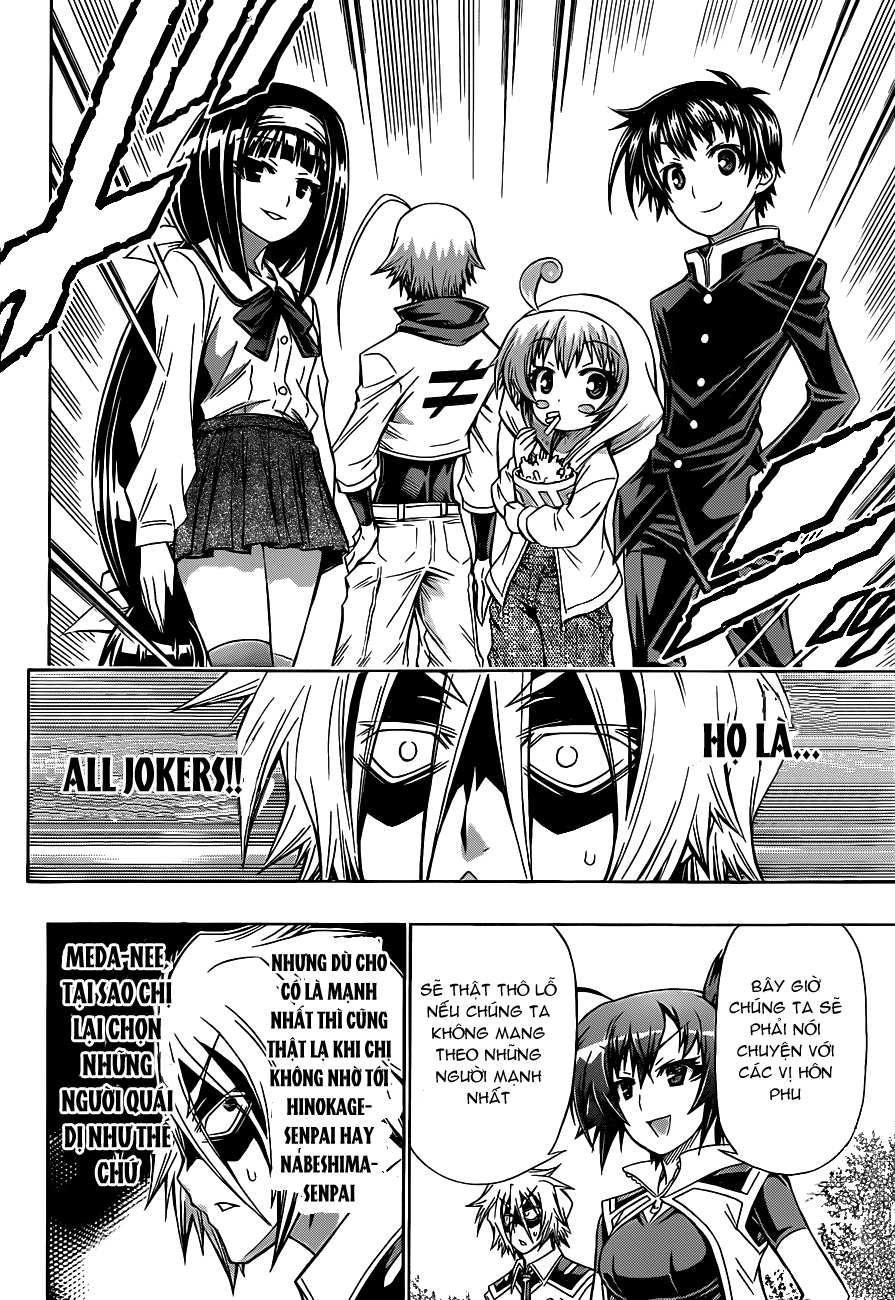 ≠
HỌ LÀ...
ALL JOKERS!!
BÂY GIỜ
CHÚNG TA SẼ
PHẢI NÓI
CHUYỆN VỚI
CÁC VỊ HÔN
PHU
SẼ THẬT THÔ LỖ
NẾU CHÚNG TA
KHÔNG MANG
THEO NHỮNG
NGƯỜI MẠNH
NHẤT
NHƯNG DÙ CHO
CÓ LÀ MẠNH
NHẤT THÌ CŨNG
THẬT LẠ KHI CHỊ
KHÔNG NHỜ TỚI
HINOKAGE-
SENPAI HAY
NABESHIMA-
SENPAI
MEDA-NEE,
TẠI SAO CHỊ
LẠI CHỌN
NHỮNG
NGƯỜI QUÁI
DỊ NHƯ THẾ
CHỨ